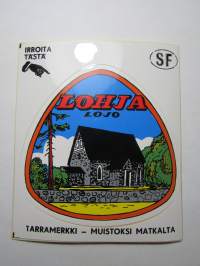 IRROITA
TÄSTÄ
SF
LOHJA
LOJO
TARRAMERKKI – MUISTOKSI MATKALTA